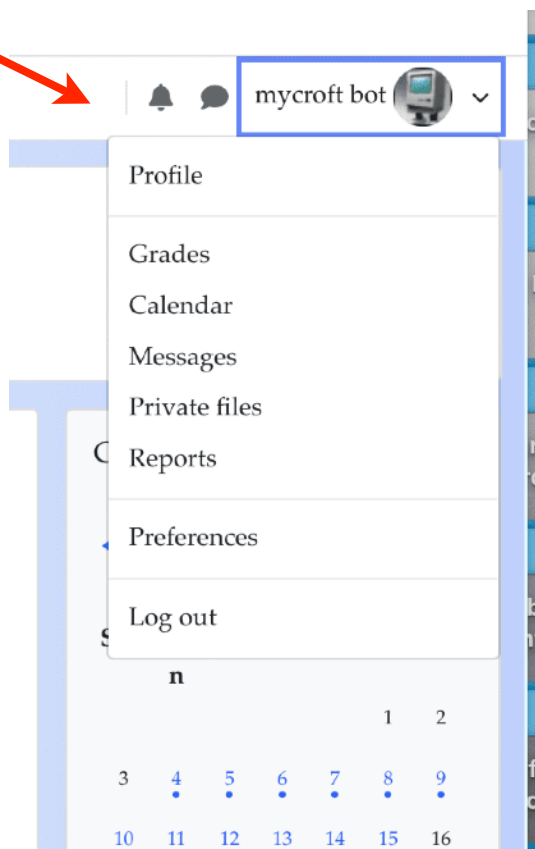 mycroft bot
Profile
Grades
Calendar
Messages
Private files
Reports
Preferences
Log out
n
1 2
3 4 5 6 7 8 9
10 11 12 13 14 15 16